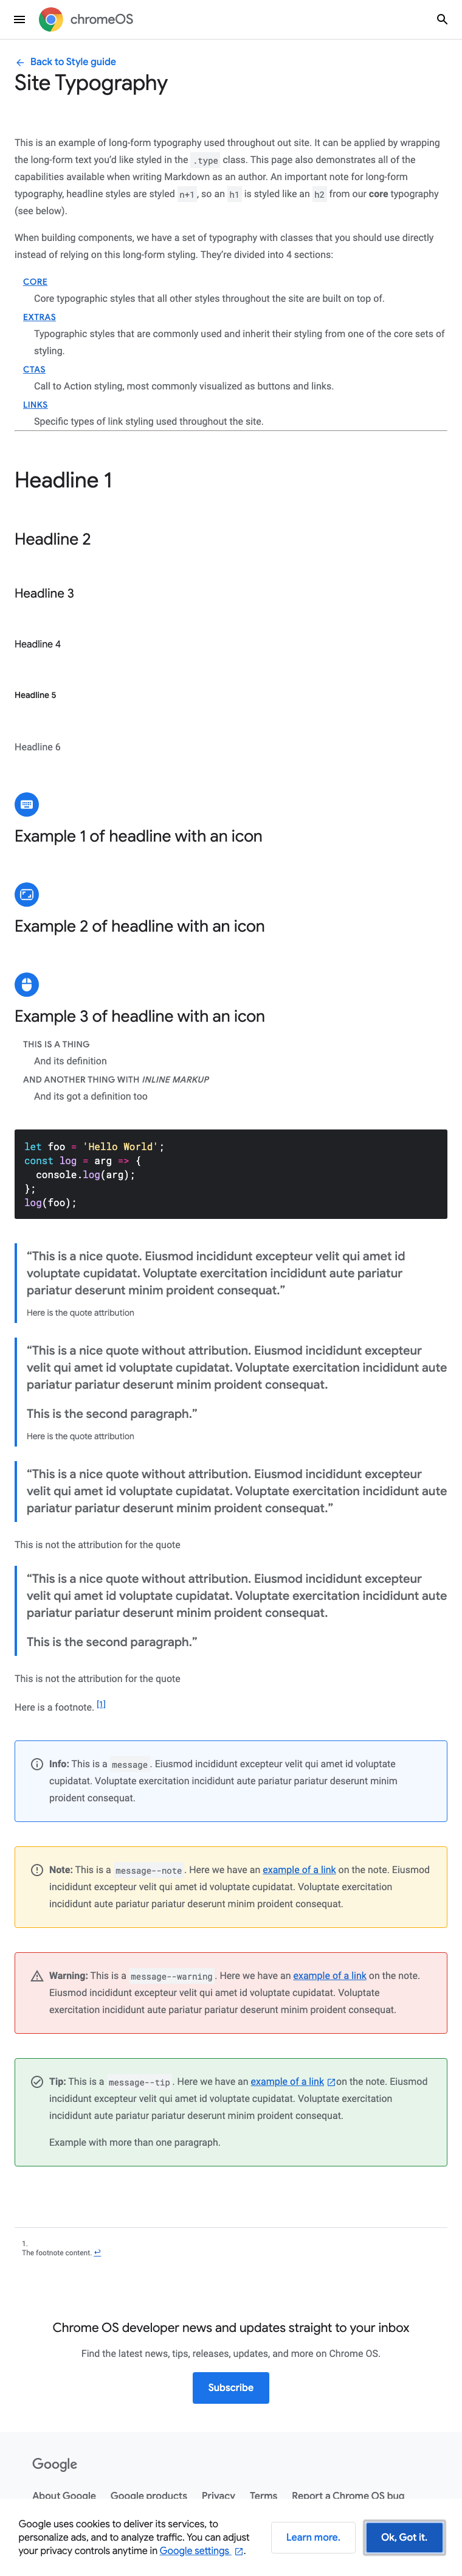 chromeOS
Back to Style guide
Site Typography
This is an example of long-form typography used throughout out site. It can be applied by wrapping
the long-form text you’d like styled in the .type class. This page also demonstrates all of the
capabilities available when writing Markdown as an author. An important note for long-form
typography, headline styles are styled n+1, so an h1 is styled like an h2 from our core typography
(see below).
When building components, we have a set of typography with classes that you should use directly
instead of relying on this long-form styling. They’re divided into 4 sections:
CORE
Core typographic styles that all other styles throughout the site are built on top of.
EXTRAS
Typographic styles that are commonly used and inherit their styling from one of the core sets of
styling.
CTAS
Call to Action styling, most commonly visualized as buttons and links.
LINKS
Specific types of link styling used throughout the site.
Headline 1
Headline 2
Headline 3
Headline 4
Headline 5
Headline 6
Example 1 of headline with an icon
Example 2 of headline with an icon
Example 3 of headline with an icon
THIS IS A THING
And its definition
AND ANOTHER THING WITH INLINE MARKUP
And its got a definition too
let foo = 'Hello World';
const log = arg => {
  console.log(arg);
};
log(foo);
“This is a nice quote. Eiusmod incididunt excepteur velit qui amet id
voluptate cupidatat. Voluptate exercitation incididunt aute pariatur
pariatur deserunt minim proident consequat.”
Here is the quote attribution
“This is a nice quote without attribution. Eiusmod incididunt excepteur
velit qui amet id voluptate cupidatat. Voluptate exercitation incididunt aute
pariatur pariatur deserunt minim proident consequat.
This is the second paragraph.”
Here is the quote attribution
“This is a nice quote without attribution. Eiusmod incididunt excepteur
velit qui amet id voluptate cupidatat. Voluptate exercitation incididunt aute
pariatur pariatur deserunt minim proident consequat.”
This is not the attribution for the quote
“This is a nice quote without attribution. Eiusmod incididunt excepteur
velit qui amet id voluptate cupidatat. Voluptate exercitation incididunt aute
pariatur pariatur deserunt minim proident consequat.
This is the second paragraph.”
This is not the attribution for the quote
Here is a footnote. [1]
Info: This is a message. Eiusmod incididunt excepteur velit qui amet id voluptate
cupidatat. Voluptate exercitation incididunt aute pariatur pariatur deserunt minim
proident consequat.
Note: This is a message--note. Here we have an example of a link on the note. Eiusmod
incididunt excepteur velit qui amet id voluptate cupidatat. Voluptate exercitation
incididunt aute pariatur pariatur deserunt minim proident consequat.
Warning: This is a message--warning. Here we have an example of a link on the note.
Eiusmod incididunt excepteur velit qui amet id voluptate cupidatat. Voluptate
exercitation incididunt aute pariatur pariatur deserunt minim proident consequat.
Tip: This is a message--tip. Here we have an example of a link on the note. Eiusmod
incididunt excepteur velit qui amet id voluptate cupidatat. Voluptate exercitation
incididunt aute pariatur pariatur deserunt minim proident consequat.
Example with more than one paragraph.
1.
The footnote content. ↩
Chrome OS developer news and updates straight to your inbox
Find the latest news, tips, releases, updates, and more on Chrome OS.
Subscribe
Google
About Google Google products Privacy Terms Report a Chrome OS bug
Google uses cookies to deliver its services, to
personalize ads, and to analyze traffic. You can adjust
your privacy controls anytime in Google settings.
Learn more.
Ok, Got it.